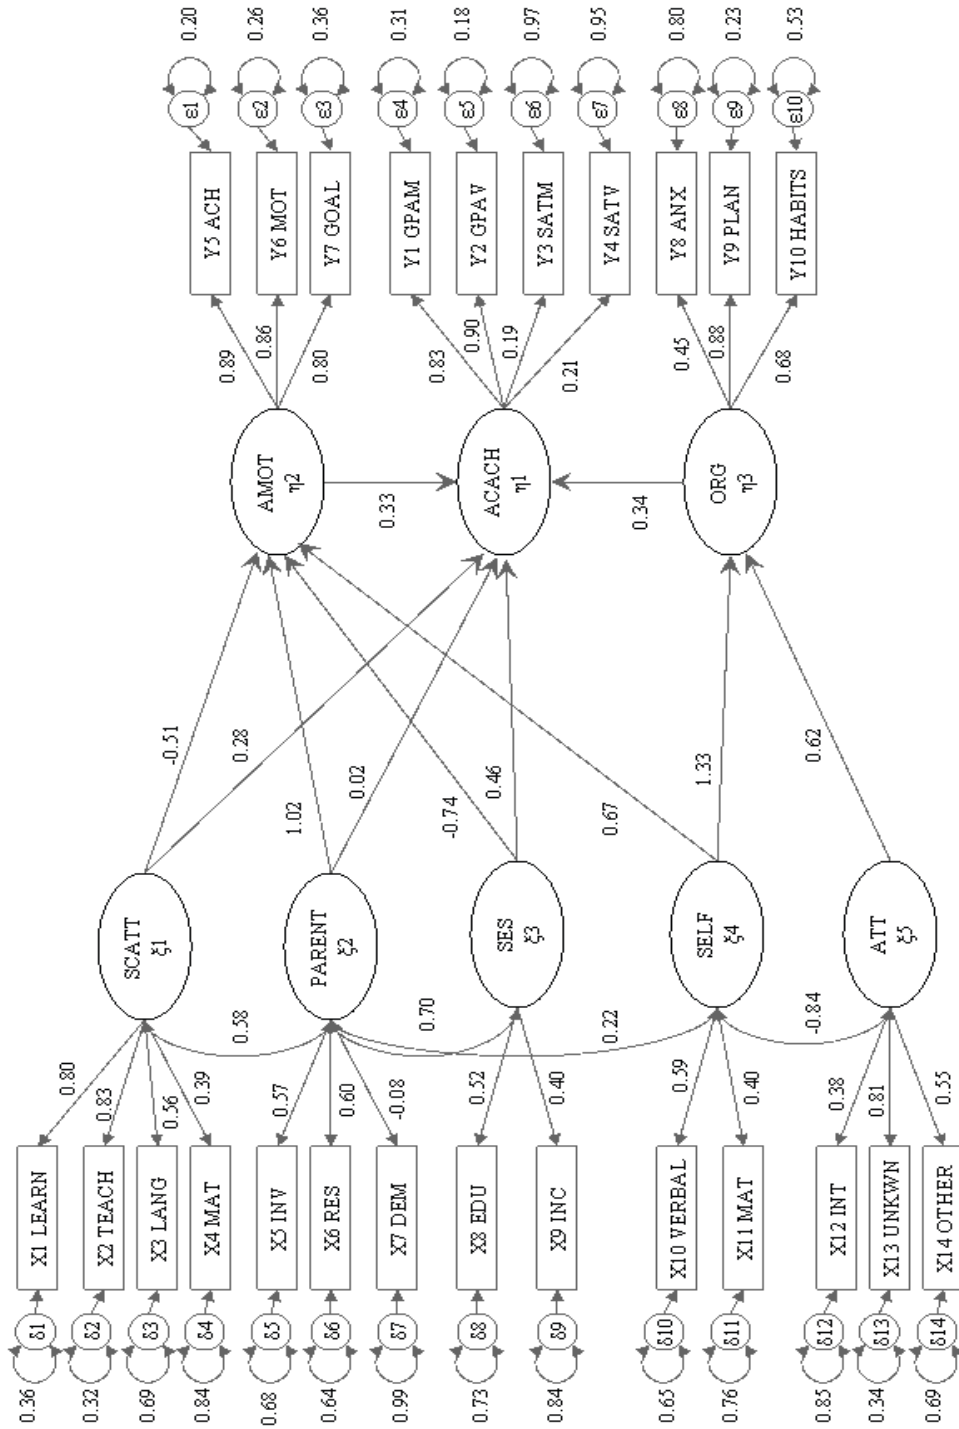 0.36
0.32
0.69
0.84
0.68
0.64
0.99
0.73
0.84
0.65
0.76
0.85
0.34
0.69
δ1
δ2
δ3
δ4
δ5
δ6
δ7
δ8
δ9
δ10
δ11
δ12
δ13
δ14
X1 LEARN
X2 TEACH
X3 LANG
X4 MAT
X5 INV
X6 RES
X7 DEM
X8 EDU
X9 INC
X10 VERBAL
X11 MAT
X12 INT
X13 UNKWN
X14 OTHER
0.80
0.83
0.56
0.39
0.57
0.60
-0.08
0.52
0.40
0.59
0.40
0.38
0.81
0.55
0.58
0.70
0.22
-0.84
SCATT
ξ1
PARENT
ξ2
SES
ξ3
SELF
ξ4
ATT
ξ5
-0.51
0.28
1.02
0.02
-0.74
0.46
0.67
1.33
0.62
AMOT
η2
0.33
ACACH
η1
0.34
ORG
η3
0.89
0.86
0.80
0.83
0.90
0.19
0.21
0.45
0.88
0.68
Y5 ACH
Y6 MOT
Y7 GOAL
Y1 GPAM
Y2 GPAV
Y3 SATM
Y4 SATV
Y8 ANX
Y9 PLAN
Y10 HABITS
ε1
ε2
ε3
ε4
ε5
ε6
ε7
ε8
ε9
ε10
0.20
0.26
0.36
0.31
0.18
0.97
0.95
0.80
0.23
0.53